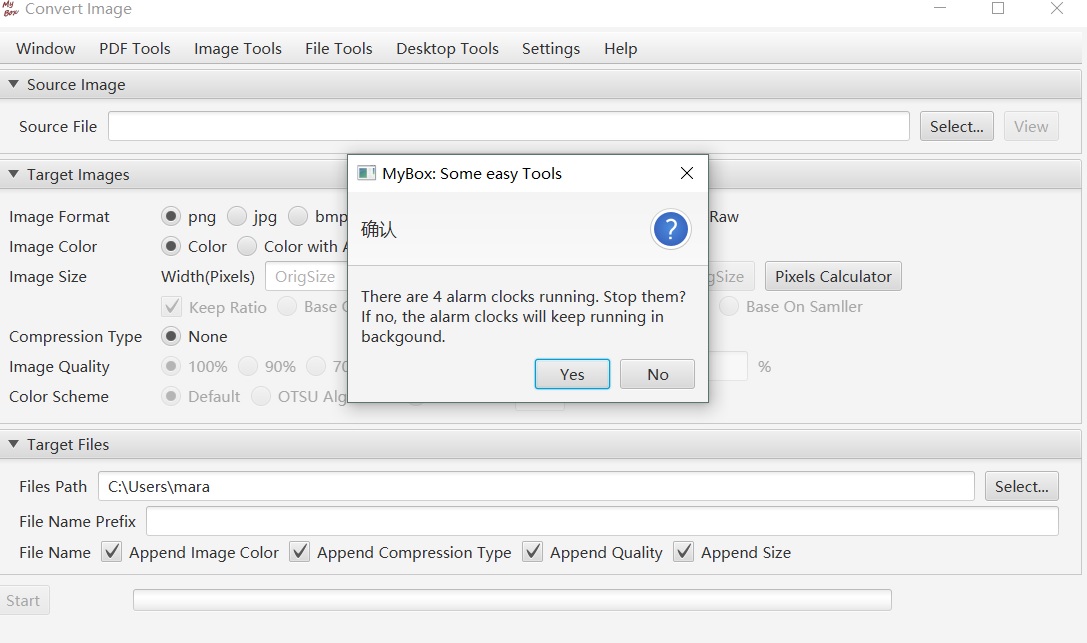 My Box Convert Image
Window PDF Tools Image Tools File Tools Desktop Tools Settings Help
Source Image
Source File Select... View
Target Images
Image Format png jpg bmp Raw
Image Color Color Color with A
Image Size Width(Pixels) OrigSize gSize Pixels Calculator
Keep Ratio Base Base On Samller
Compression Type None
Image Quality 100% 90% 70 %
Color Scheme Default OTSU Alg
MyBox: Some easy Tools
确认
There are 4 alarm clocks running. Stop them?
If no, the alarm clocks will keep running in
backgound.
Yes No
Target Files
Files Path C:\Users\mara Select...
File Name Prefix
File Name Append Image Color Append Compression Type Append Quality Append Size
Start